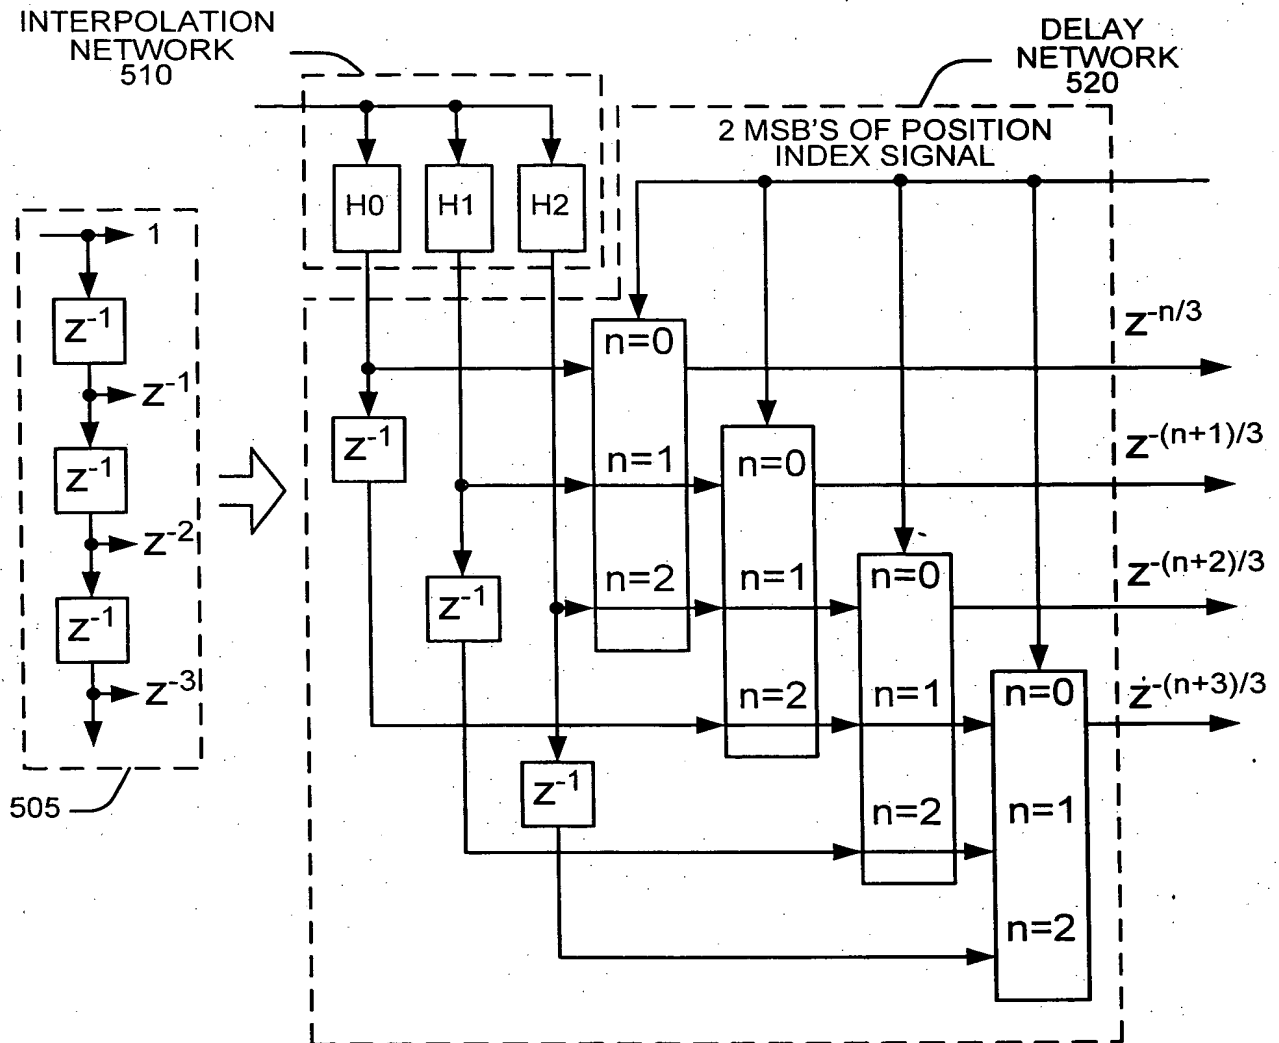 INTERPOLATION
NETWORK
510
DELAY
NETWORK
520
2 MSB'S OF POSITION
INDEX SIGNAL
H0
H1
H2
1
z⁻¹
z⁻¹
z⁻¹
z⁻²
z⁻¹
z⁻³
505
z⁻¹
z⁻¹
z⁻¹
n=0
n=1
n=2
n=0
n=1
n=2
n=0
n=1
n=2
n=0
n=1
n=2
z⁻ⁿ/³
z⁻⁽ⁿ⁺¹⁾/³
z⁻⁽ⁿ⁺²⁾/³
z⁻⁽ⁿ⁺³⁾/³